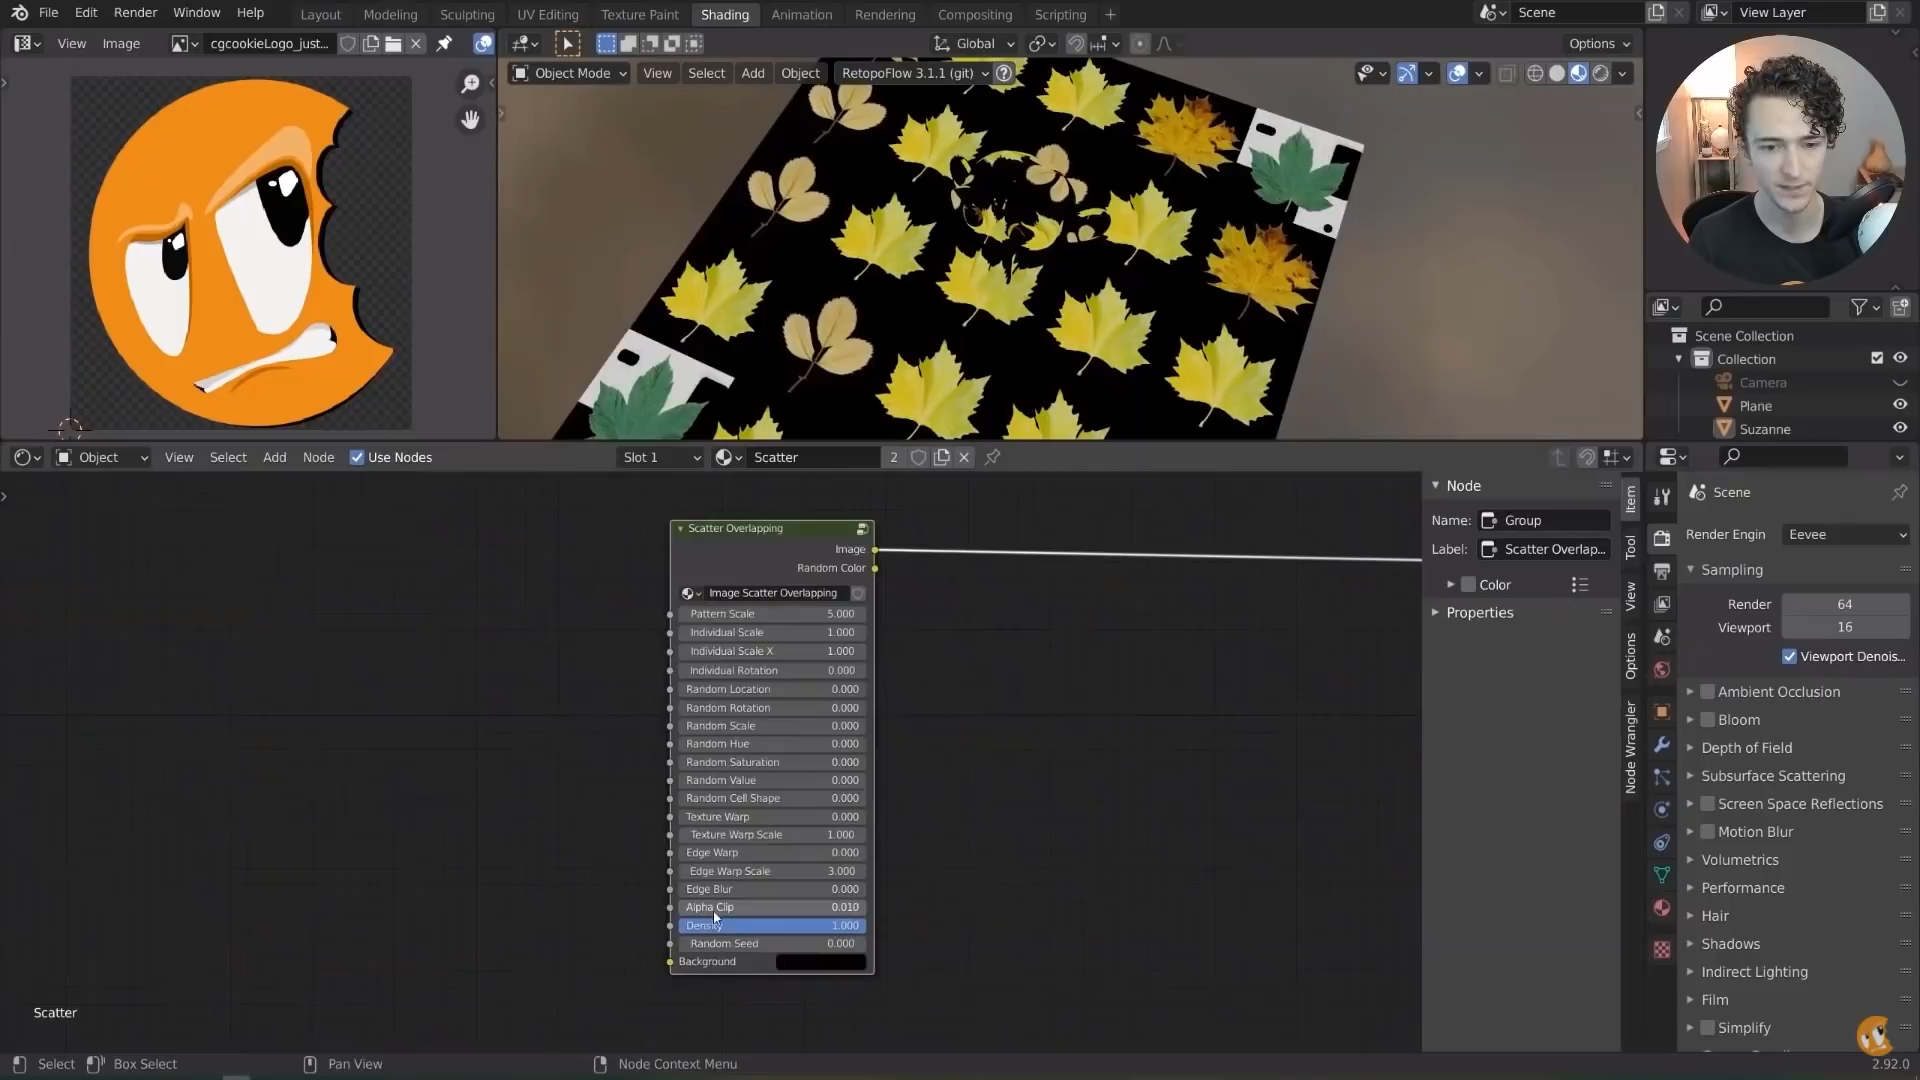 File Edit Render Window Help
Layout Modeling Sculpting UV Editing Texture Paint Shading Animation Rendering Compositing Scripting +
Scene
View Layer
View Image cgcookieLogo_just...
Global
Options
Object Mode View Select Add Object RetopoFlow 3.1.1 (git)
Scene Collection
Collection
Camera
Plane
Suzanne
Object View Select Add Node Use Nodes Slot 1 Scatter 2
Node
Name: Group
Label: Scatter Overlap...
Color
Properties
Item
Tool
View
Options
Node Wrangler
Scatter Overlapping
Image
Random Color
Image Scatter Overlapping
Pattern Scale 5.000
Individual Scale 1.000
Individual Scale X 1.000
Individual Rotation 0.000
Random Location 0.000
Random Rotation 0.000
Random Scale 0.000
Random Hue 0.000
Random Saturation 0.000
Random Value 0.000
Random Cell Shape 0.000
Texture Warp 0.000
Texture Warp Scale 1.000
Edge Warp 0.000
Edge Warp Scale 3.000
Edge Blur 0.000
Alpha Clip 0.010
Density 1.000
Random Seed 0.000
Background
Scatter
Scene
Render Engin Eevee
Sampling
Render 64
Viewport 16
Viewport Denois...
Ambient Occlusion
Bloom
Depth of Field
Subsurface Scattering
Screen Space Reflections
Motion Blur
Volumetrics
Performance
Hair
Shadows
Indirect Lighting
Film
Simplify
Select Box Select Pan View Node Context Menu
2.92.0